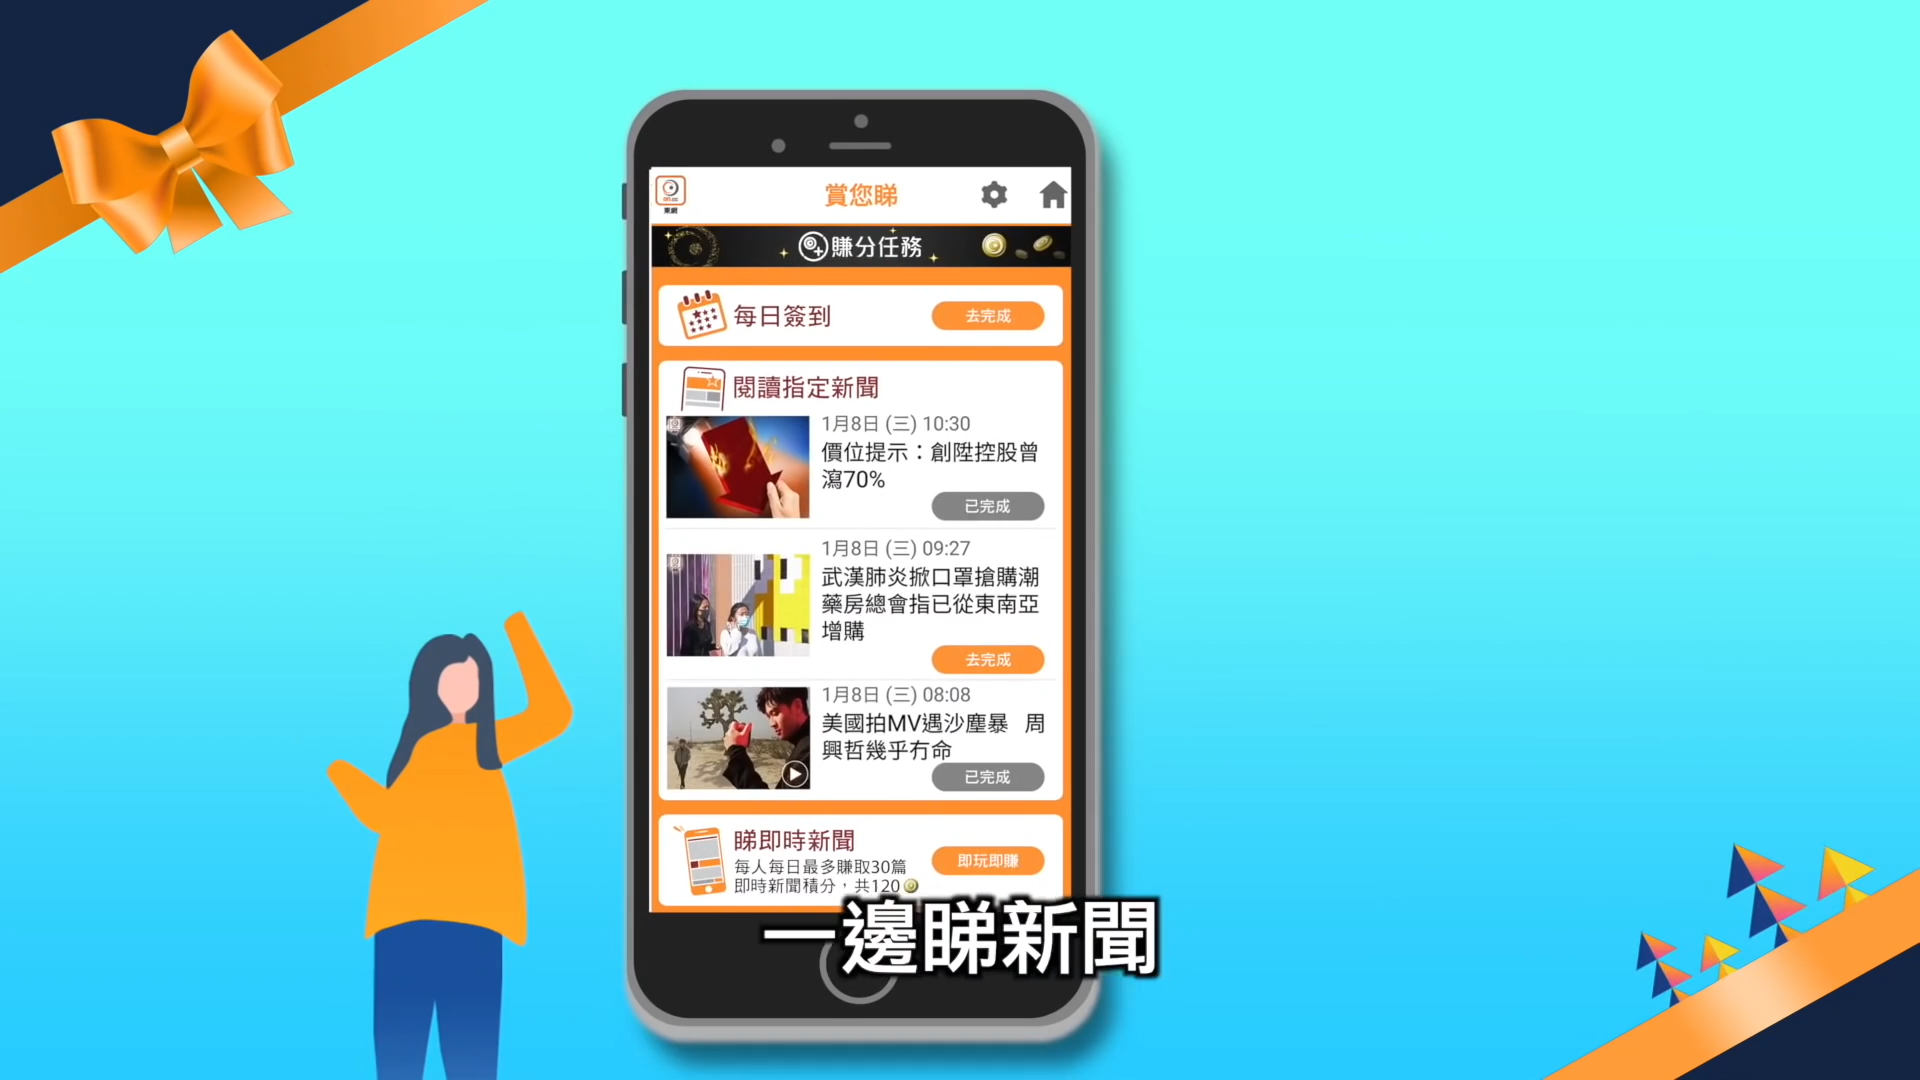 東網
賞您睇
賺分任務
每日簽到
去完成
閱讀指定新聞
1月8日 (三) 10:30
價位提示：創陞控股曾
瀉70%
已完成
1月8日 (三) 09:27
武漢肺炎掀口罩搶購潮
藥房總會指已從東南亞
增購
去完成
1月8日 (三) 08:08
美國拍MV遇沙塵暴 周
興哲幾乎冇命
已完成
睇即時新聞
每人每日最多賺取30篇
即時新聞積分，共120
即玩即賺
一邊睇新聞